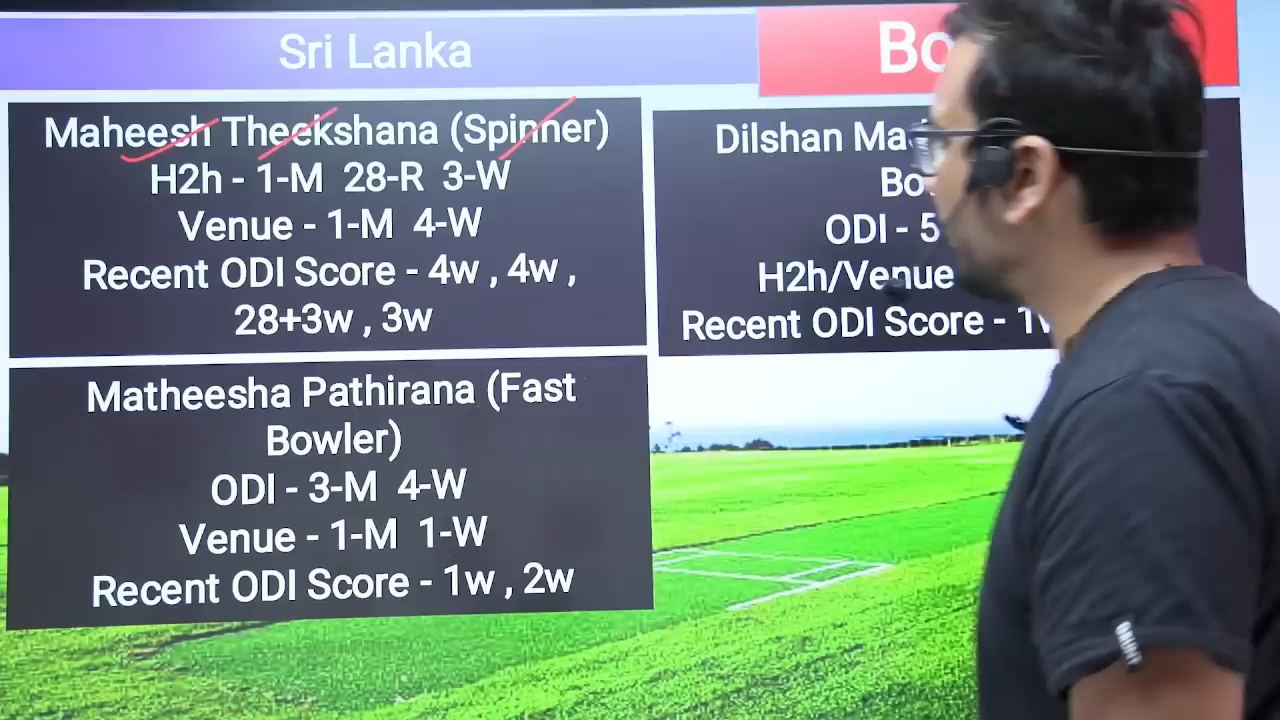 Sri Lanka
Maheesh Theekshana (Spinner)
H2h - 1-M 28-R 3-W
Venue - 1-M 4-W
Recent ODI Score - 4w , 4w ,
28+3w , 3w
Matheesha Pathirana (Fast
Bowler)
ODI - 3-M 4-W
Venue - 1-M 1-W
Recent ODI Score - 1w , 2w
Bo
Dilshan Ma
Bo
ODI - 5
H2h/Venue
Recent ODI Score - 1w